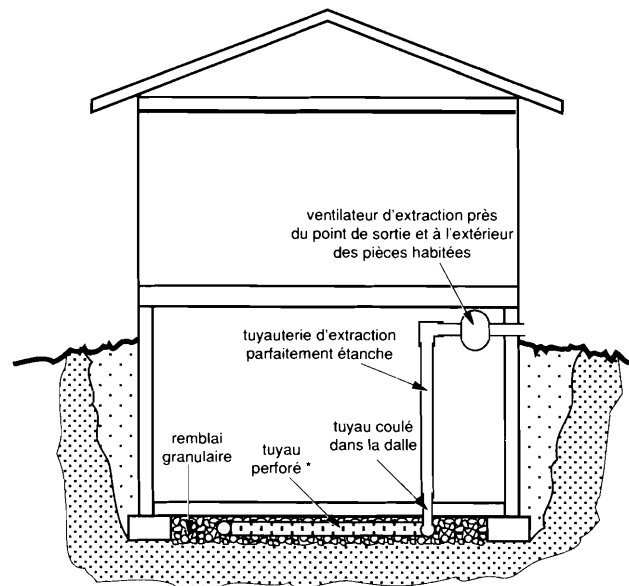 ventilateur d'extraction près
du point de sortie et à l'extérieur
des pièces habitées
tuyauterie d'extraction
parfaitement étanche
remblai
granulaire
tuyau
perforé *
tuyau coulé
dans la dalle